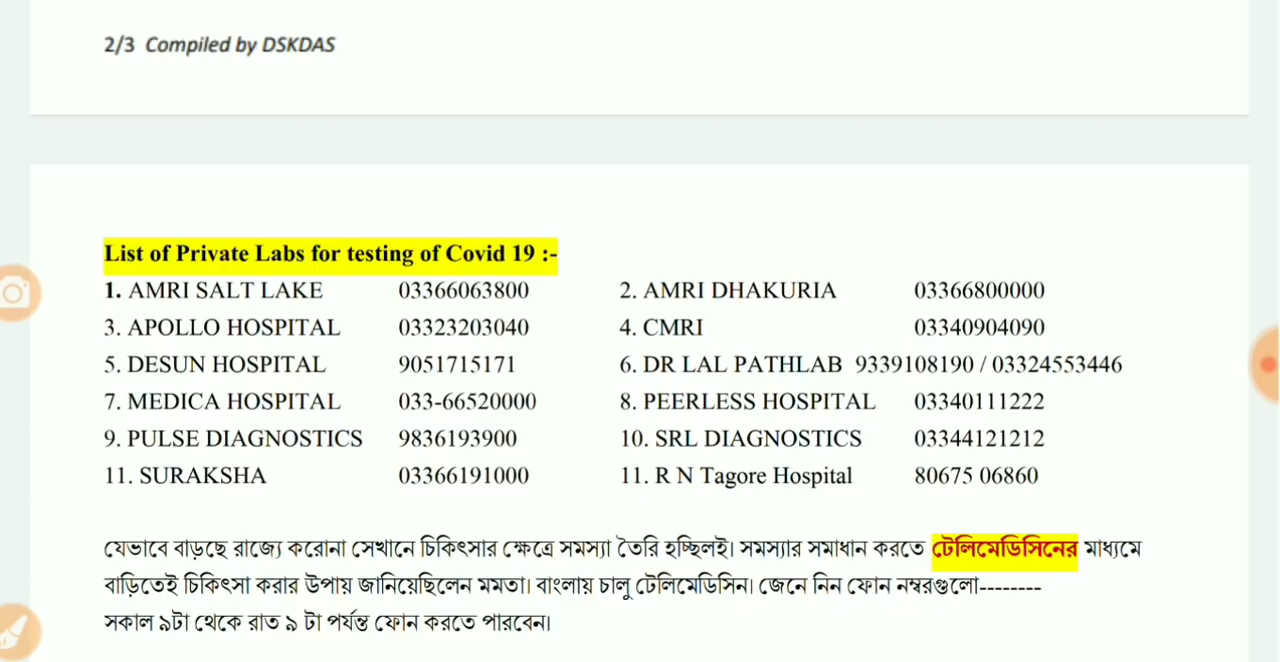 2/3 Compiled by DSKDAS
List of Private Labs for testing of Covid 19 :-
1. AMRI SALT LAKE 03366063800 2. AMRI DHAKURIA 03366800000
3. APOLLO HOSPITAL 03323203040 4. CMRI 03340904090
5. DESUN HOSPITAL 9051715171 6. DR LAL PATHLAB 9339108190 / 03324553446
7. MEDICA HOSPITAL 033-66520000 8. PEERLESS HOSPITAL 03340111222
9. PULSE DIAGNOSTICS 9836193900 10. SRL DIAGNOSTICS 03344121212
11. SURAKSHA 03366191000 11. R N Tagore Hospital 80675 06860
যেভাবে বাড়ছে রাজ্যে করোনা সেখানে চিকিৎসার ক্ষেত্রে সমস্যা তৈরি হচ্ছিলই। সমস্যার সমাধান করতে টেলিমেডিসিনের মাধ্যমে
বাড়িতেই চিকিৎসা করার উপায় জানিয়েছিলেন মমতা। বাংলায় চালু টেলিমেডিসিন। জেনে নিন ফোন নম্বরগুলো--------
সকাল ৯টা থেকে রাত ৯ টা পর্যন্ত ফোন করতে পারবেন।